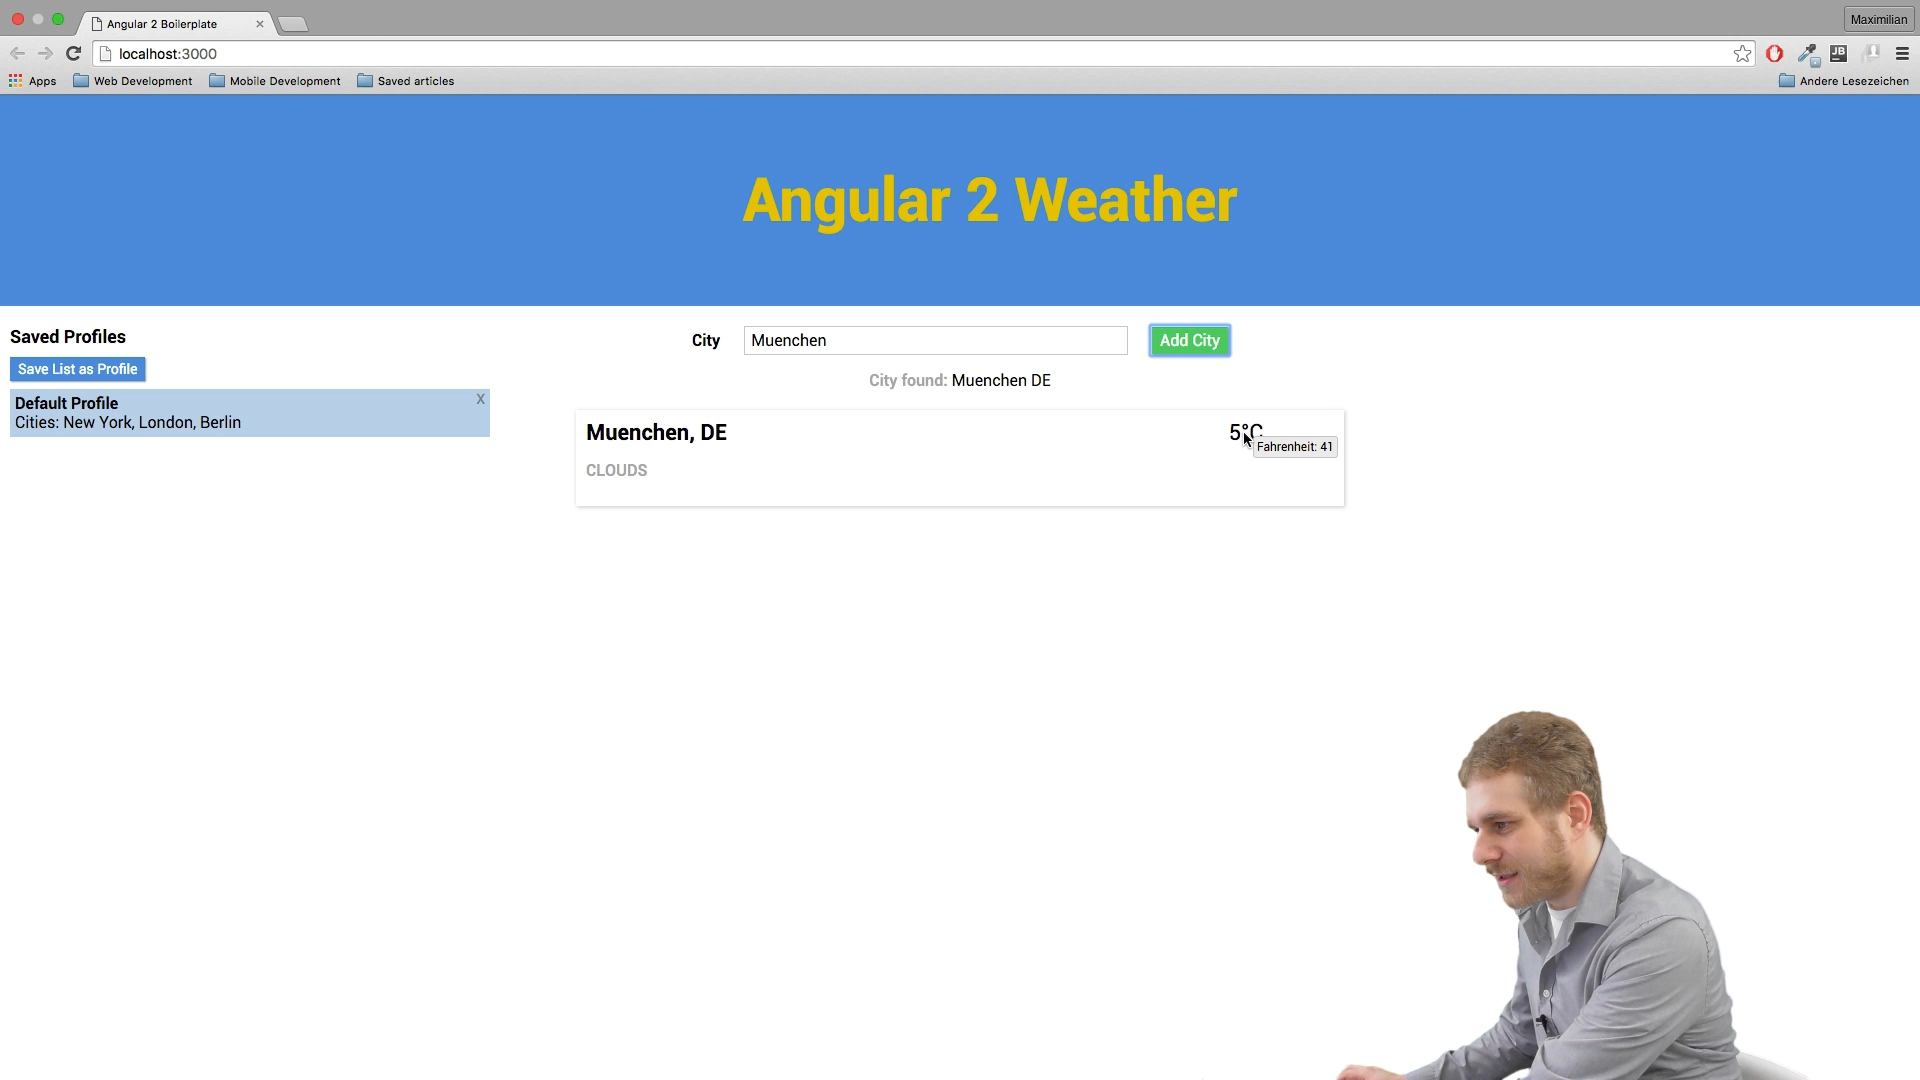 Angular 2 Boilerplate
Maximilian
localhost:3000
JB
Apps
Web Development
Mobile Development
Saved articles
Andere Lesezeichen
Angular 2 Weather
Saved Profiles
Save List as Profile
Default Profile
X
Cities: New York, London, Berlin
City
Muenchen
Add City
City found: Muenchen DE
Muenchen, DE
5°C
Fahrenheit: 41
CLOUDS